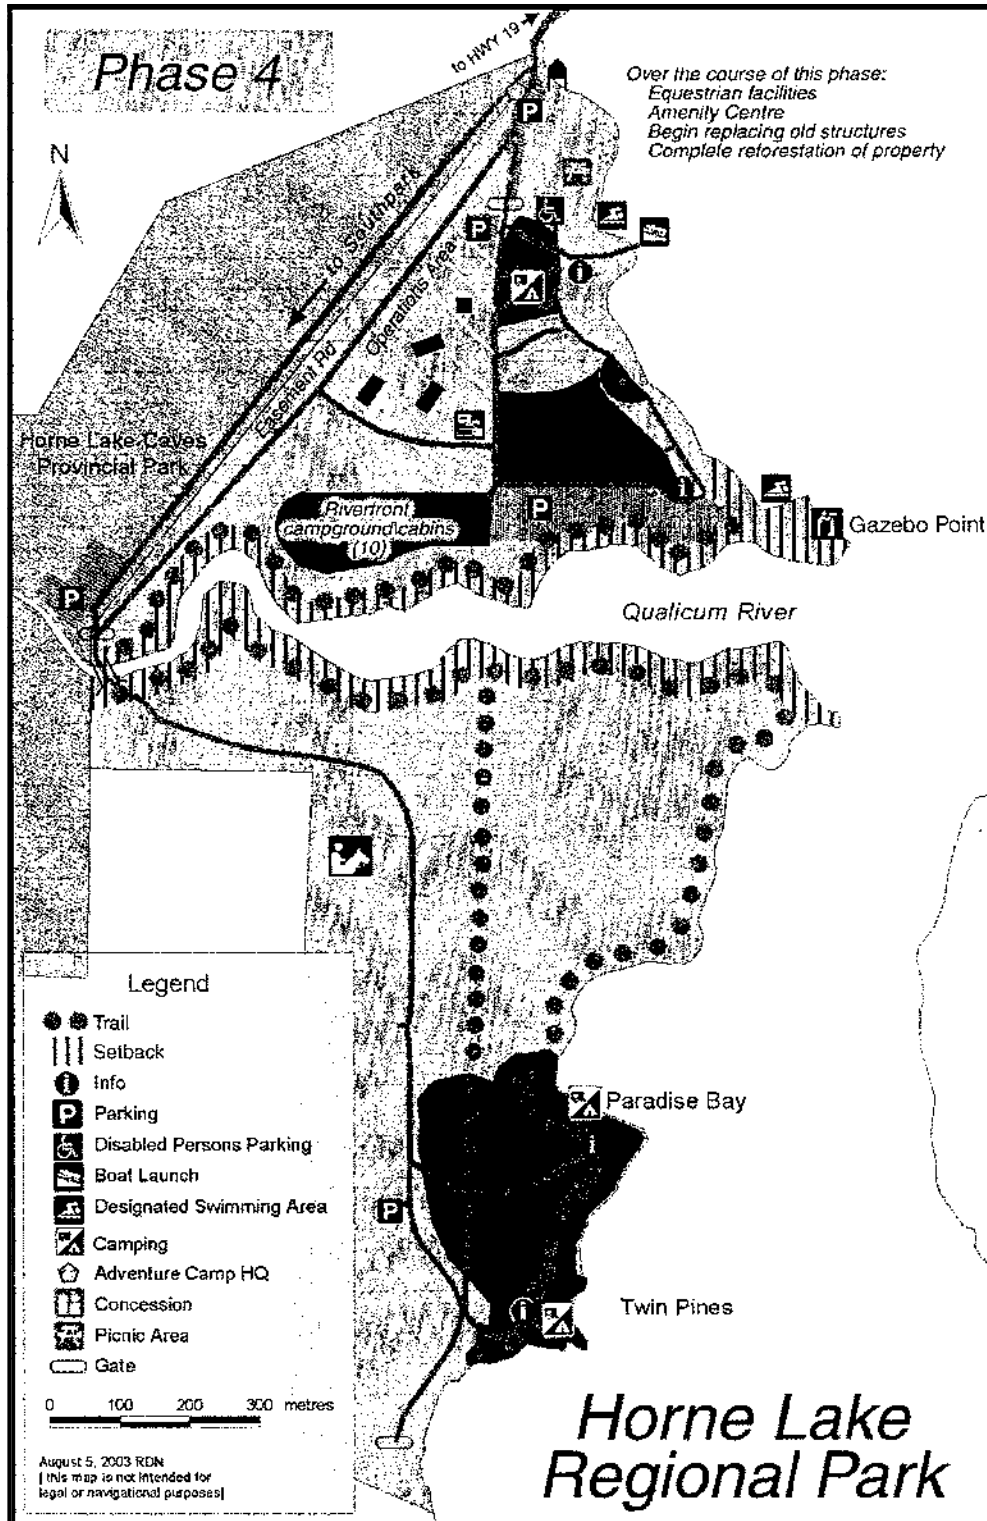 Phase 4
to HWY 19
Over the course of this phase:
Equestrian facilities
Amenity Centre
Begin replacing old structures
Complete reforestation of property
N
P
to Southpark
P
Operations Area
Easement Rd
Horne Lake Caves
Provincial Park
Riverfront
campground\cabins
(10)
P
Gazebo Point
P
Qualicum River
Legend
Trail
Setback
Info
P Parking
Disabled Persons Parking
Boat Launch
Designated Swimming Area
Camping
Adventure Camp HQ
Concession
Picnic Area
Gate
0 100 200 300 metres
August 5, 2003 RDN
[ this map is not intended for
legal or navigational purposes]
Paradise Bay
P
Twin Pines
Horne Lake
Regional Park